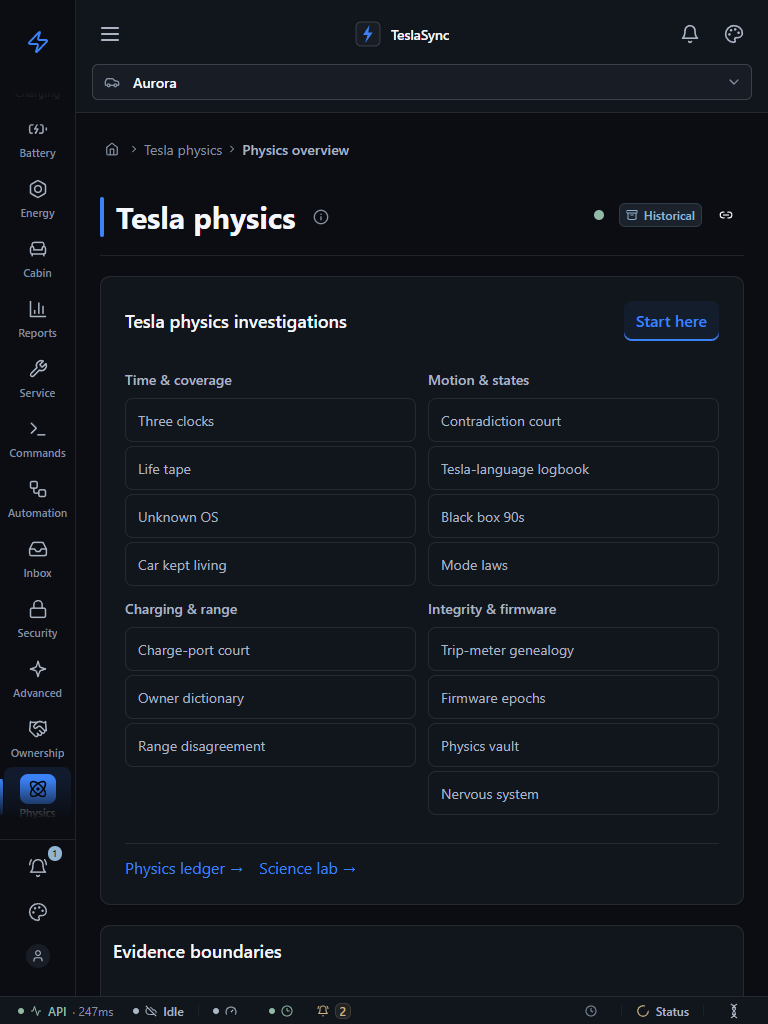 TeslaSync
Aurora
Charging
Battery
Energy
Cabin
Reports
Service
Commands
Automation
Inbox
Security
Advanced
Ownership
Physics
1
Tesla physics
Physics overview
Tesla physics
Historical
Tesla physics investigations
Start here
Time & coverage
Three clocks
Life tape
Unknown OS
Car kept living
Motion & states
Contradiction court
Tesla-language logbook
Black box 90s
Mode laws
Charging & range
Charge-port court
Owner dictionary
Range disagreement
Integrity & firmware
Trip-meter genealogy
Firmware epochs
Physics vault
Nervous system
Physics ledger →
Science lab →
Evidence boundaries
API · 247ms
Idle
2
Status